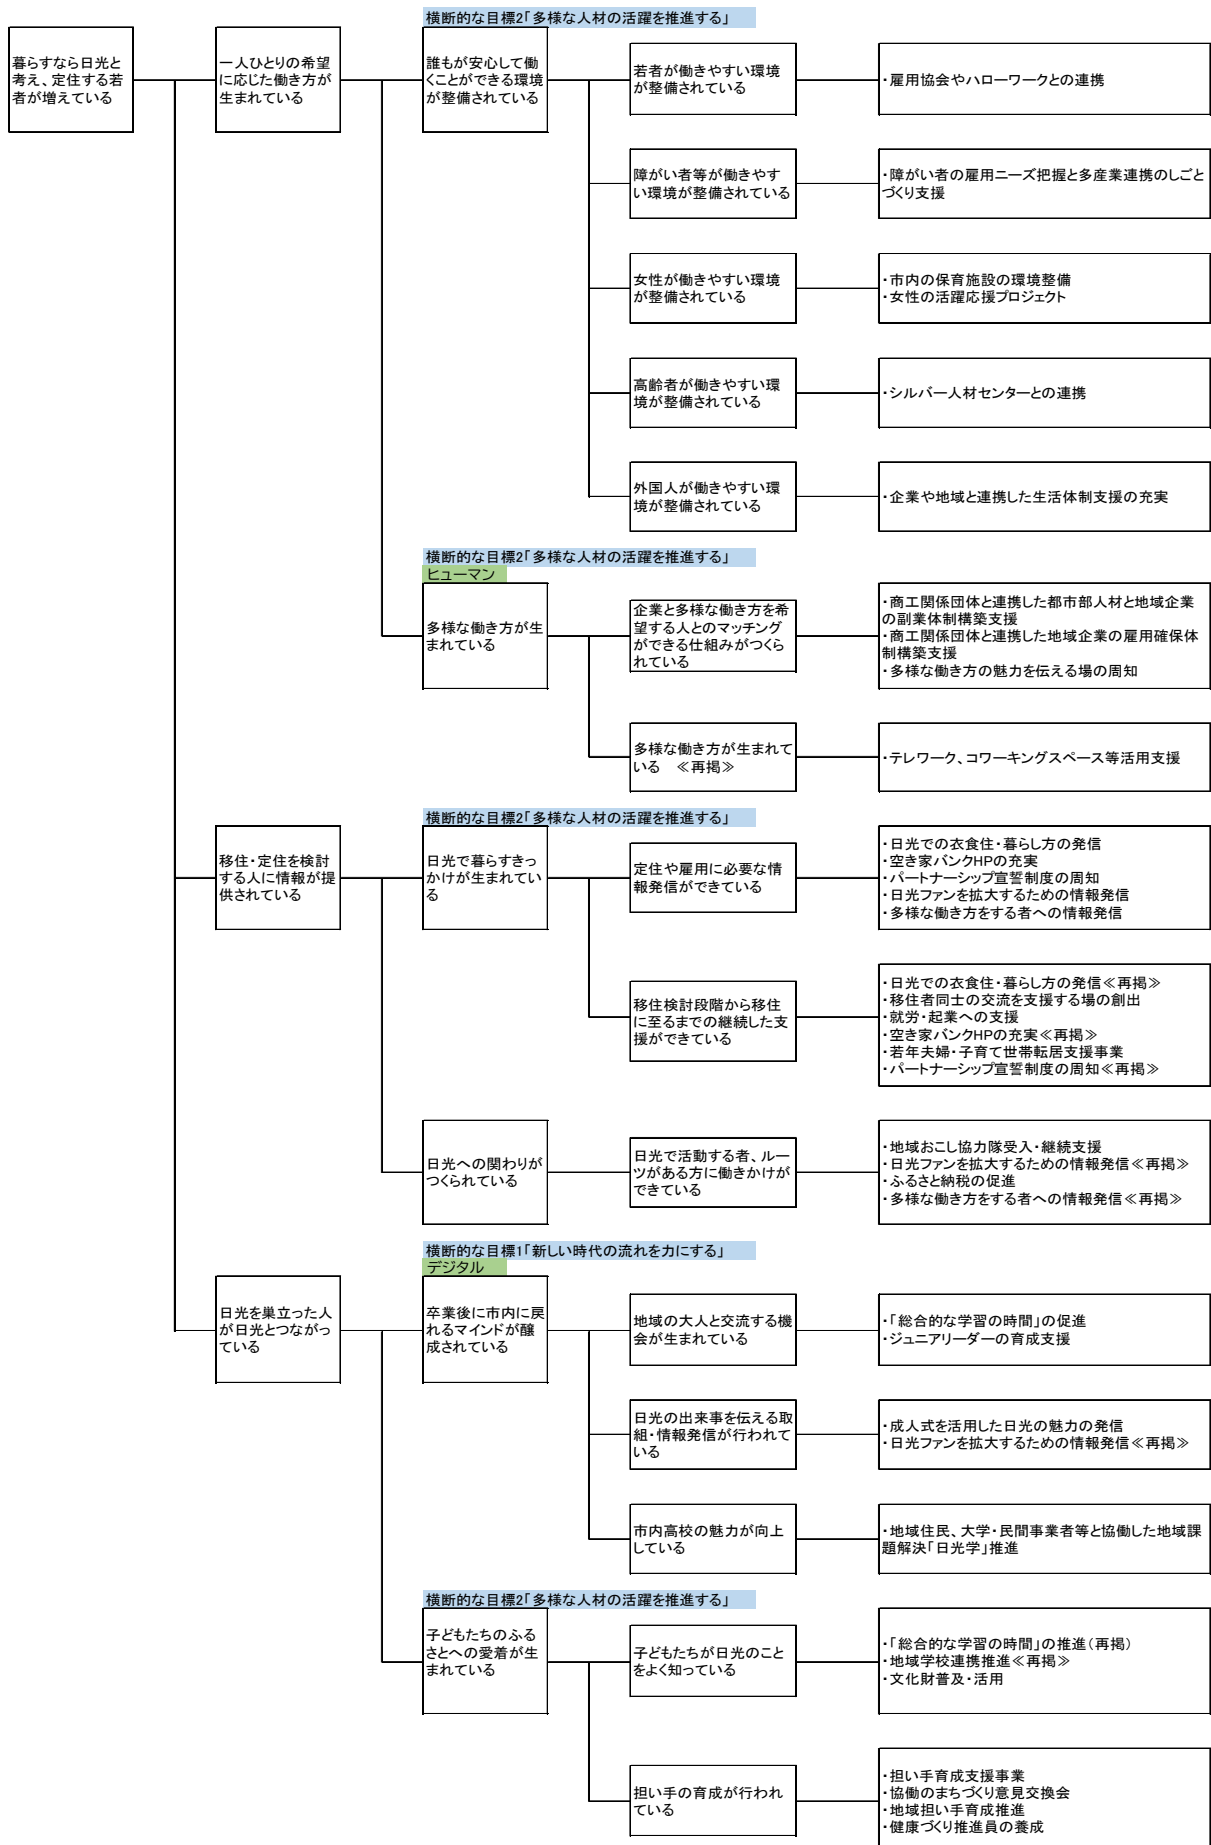 横断的な目標2「多様な人材の活躍を推進する」
暮らすなら日光と
考え、定住する若
者が増えている
一人ひとりの希望
に応じた働き方が
生まれている
誰もが安心して働
くことができる環境
が整備されている
若者が働きやすい環境
が整備されている
・雇用協会やハローワークとの連携
障がい者等が働きやす
い環境が整備されている
・障がい者の雇用ニーズ把握と多産業連携のしごと
づくり支援
女性が働きやすい環境
が整備されている
・市内の保育施設の環境整備
・女性の活躍応援プロジェクト
高齢者が働きやすい環
境が整備されている
・シルバー人材センターとの連携
外国人が働きやすい環
境が整備されている
・企業や地域と連携した生活体制支援の充実
横断的な目標2「多様な人材の活躍を推進する」
ヒューマン
多様な働き方が生
まれている
企業と多様な働き方を希
望する人とのマッチング
ができる仕組みがつくら
れている
・商工関係団体と連携した都市部人材と地域企業
の副業体制構築支援
・商工関係団体と連携した地域企業の雇用確保体
制構築支援
・多様な働き方の魅力を伝える場の周知
多様な働き方が生まれて
いる　≪再掲≫
・テレワーク、コワーキングスペース等活用支援
横断的な目標2「多様な人材の活躍を推進する」
移住・定住を検討
する人に情報が提
供されている
日光で暮らすきっ
かけが生まれてい
る
定住や雇用に必要な情
報発信ができている
・日光での衣食住・暮らし方の発信
・空き家バンクHPの充実
・パートナーシップ宣誓制度の周知
・日光ファンを拡大するための情報発信
・多様な働き方をする者への情報発信
移住検討段階から移住
に至るまでの継続した支
援ができている
・日光での衣食住・暮らし方の発信≪再掲≫
・移住者同士の交流を支援する場の創出
・就労・起業への支援
・空き家バンクHPの充実≪再掲≫
・若年夫婦・子育て世帯転居支援事業
・パートナーシップ宣誓制度の周知≪再掲≫
日光への関わりが
つくられている
日光で活動する者、ルー
ツがある方に働きかけが
できている
・地域おこし協力隊受入・継続支援
・日光ファンを拡大するための情報発信≪再掲≫
・ふるさと納税の促進
・多様な働き方をする者への情報発信≪再掲≫
横断的な目標1「新しい時代の流れを力にする」
デジタル
日光を巣立った人
が日光とつながっ
ている
卒業後に市内に戻
れるマインドが醸
成されている
地域の大人と交流する機
会が生まれている
・「総合的な学習の時間」の促進
・ジュニアリーダーの育成支援
日光の出来事を伝える取
組・情報発信が行われて
いる
・成人式を活用した日光の魅力の発信
・日光ファンを拡大するための情報発信≪再掲≫
市内高校の魅力が向上
している
・地域住民、大学・民間事業者等と協働した地域課
題解決「日光学」推進
横断的な目標2「多様な人材の活躍を推進する」
子どもたちのふる
さとへの愛着が生
まれている
子どもたちが日光のこと
をよく知っている
・「総合的な学習の時間」の推進(再掲)
・地域学校連携推進≪再掲≫
・文化財普及・活用
担い手の育成が行われ
ている
・担い手育成支援事業
・協働のまちづくり意見交換会
・地域担い手育成推進
・健康づくり推進員の養成